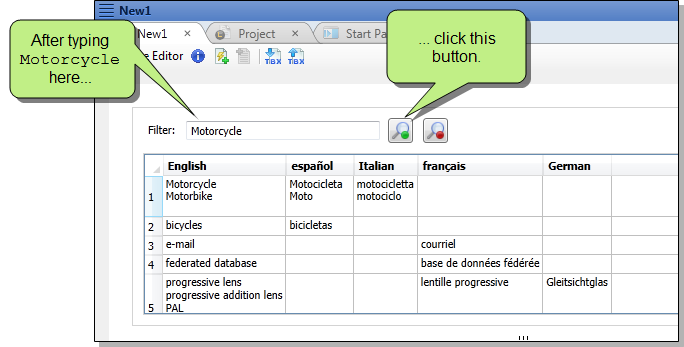 New1
After typing
Motorcycle
here...
... click this
button.
New1
Project
Start Pa
e Editor
TBX
TBX
Filter:
Motorcycle
English español Italian français German
1
Motorcycle Motocicleta motocicletta
Motorbike Moto motociclo
2 bicycles bicicletas
3 e-mail courriel
4 federated database base de données fédérée
progressive lens lentille progressive Gleitsichtglas
progressive addition lens
5 PAL